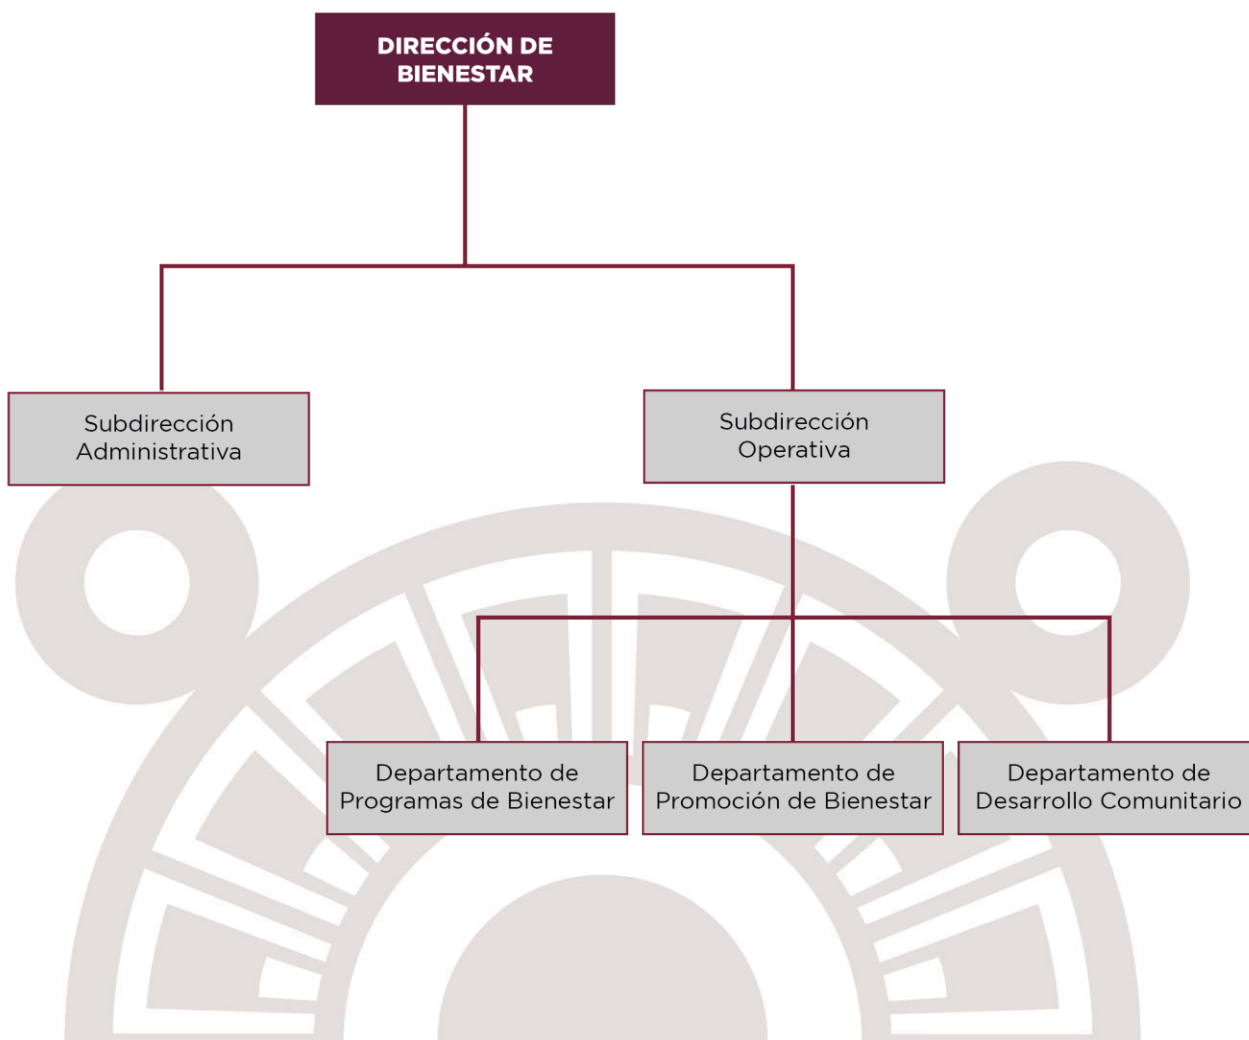 DIRECCIÓN DE
BIENESTAR
Subdirección
Administrativa
Subdirección
Operativa
Departamento de
Programas de Bienestar
Departamento de
Promoción de Bienestar
Departamento de
Desarrollo Comunitario